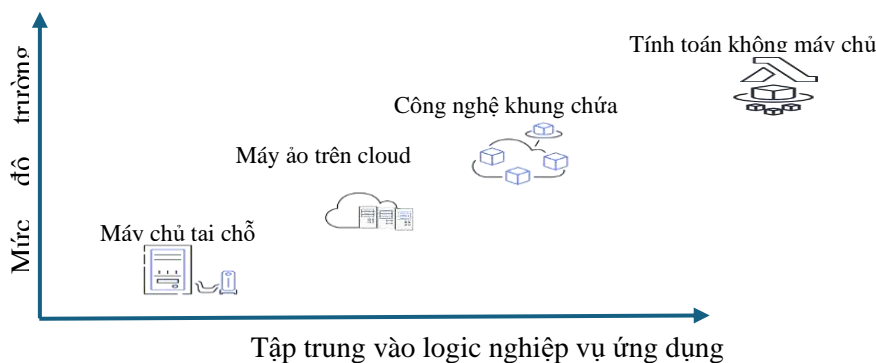 Tính toán không máy chủ
Công nghệ khung chứa
Máy ảo trên cloud
Máy chủ tại chỗ
Mức độ trường
Tập trung vào logic nghiệp vụ ứng dụng